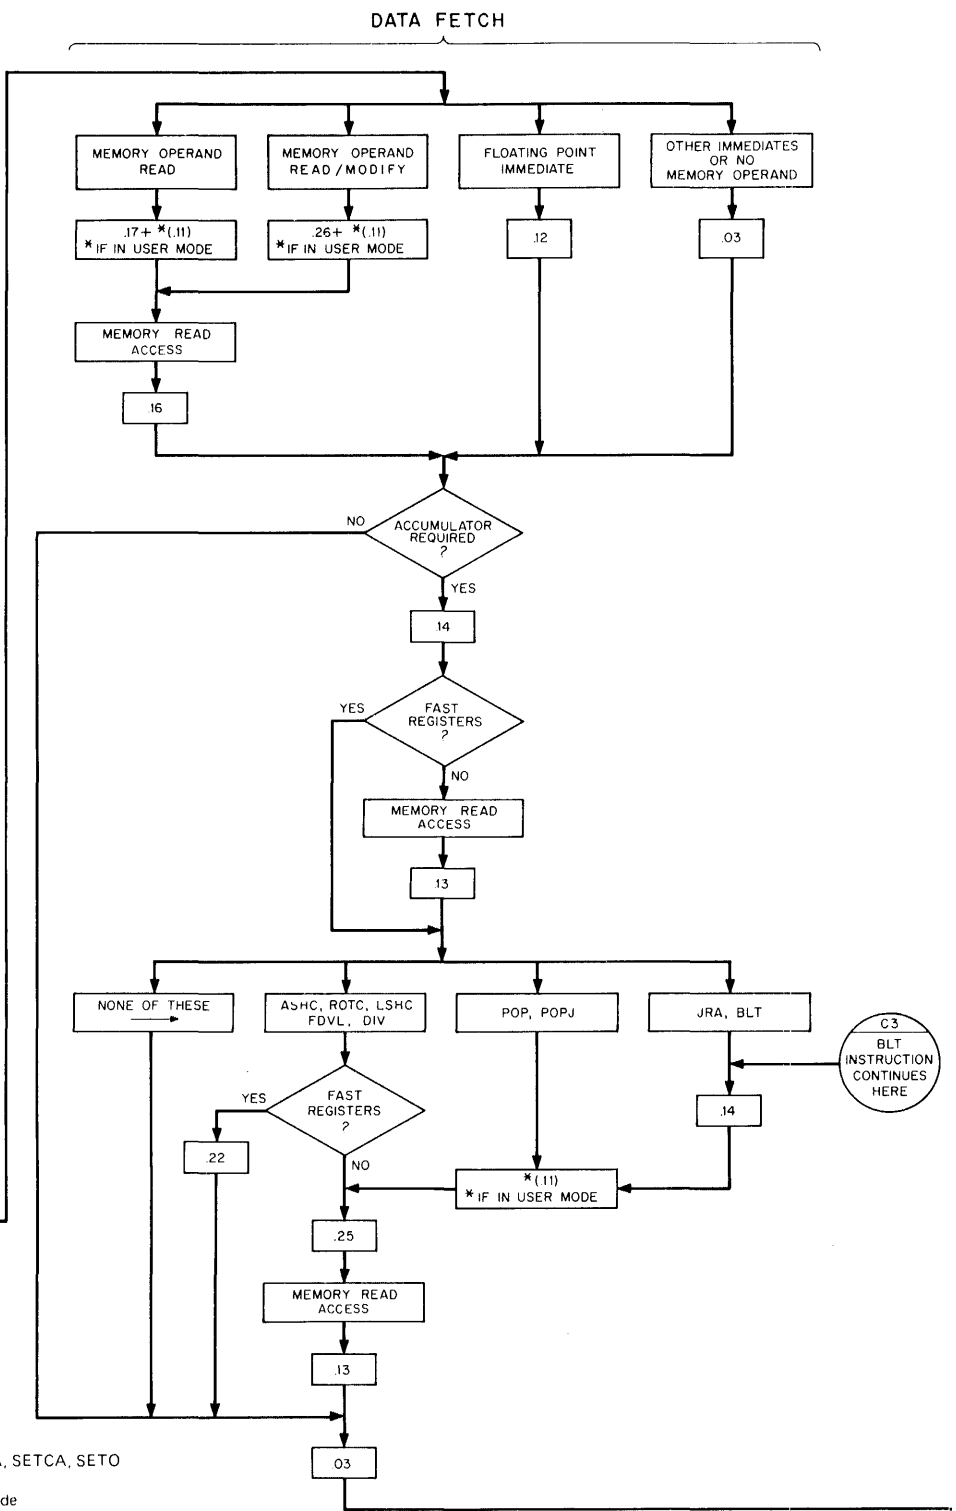 DATA FETCH
MEMORY OPERAND
READ
MEMORY OPERAND
READ/MODIFY
FLOATING POINT
IMMEDIATE
OTHER IMMEDIATES
OR NO
MEMORY OPERAND
.17+ *(.11)
*IF IN USER MODE
.26+ *(.11)
*IF IN USER MODE
.12
.03
MEMORY READ
ACCESS
.16
NO
ACCUMULATOR
REQUIRED
?
YES
.14
YES
FAST
REGISTERS
?
NO
MEMORY READ
ACCESS
.13
NONE OF THESE
ASHC, ROTC, LSHC
FDVL, DIV
POP, POPJ
JRA, BLT
C3
BLT
INSTRUCTION
CONTINUES
HERE
YES
FAST
REGISTERS
?
.14
.22
NO
*(.11)
*IF IN USER MODE
.25
MEMORY READ
ACCESS
.13
, SETCA, SETO
.03
de